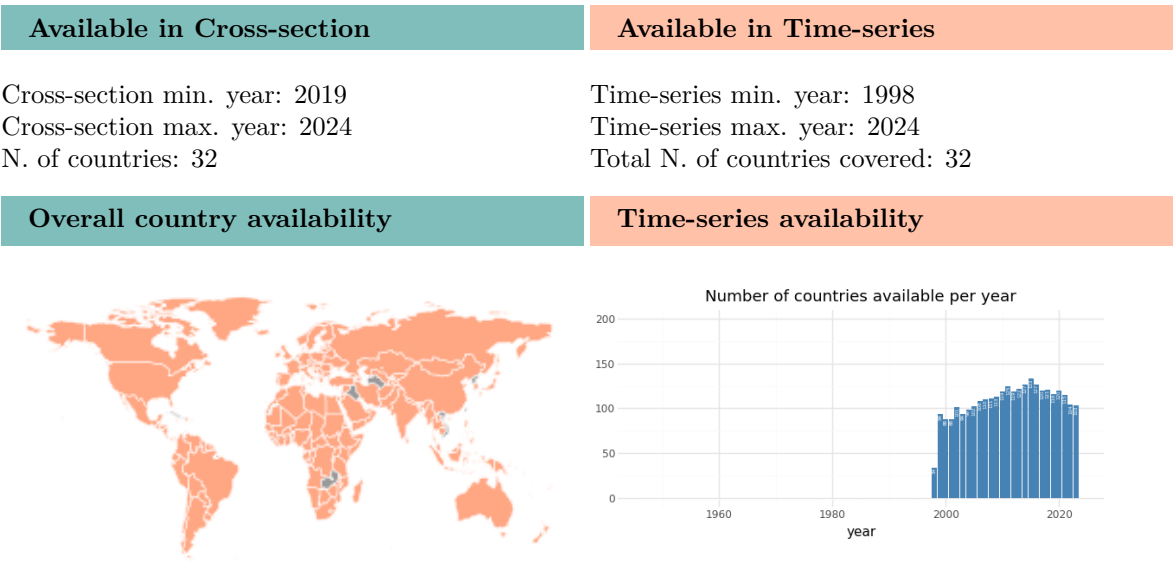 Available in Cross-section
Available in Time-series
Cross-section min. year: 2019
Cross-section max. year: 2024
N. of countries: 32
Time-series min. year: 1998
Time-series max. year: 2024
Total N. of countries covered: 32
Overall country availability
Time-series availability
Number of countries available per year
200
150
100
50
0
1960
1980
2000
2020
year